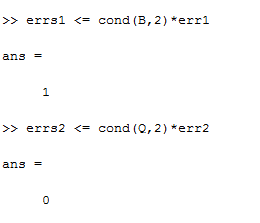 >> errs1 <= cond(B,2)*err1
ans =
1
>> errs2 <= cond(Q,2)*err2
ans =
0